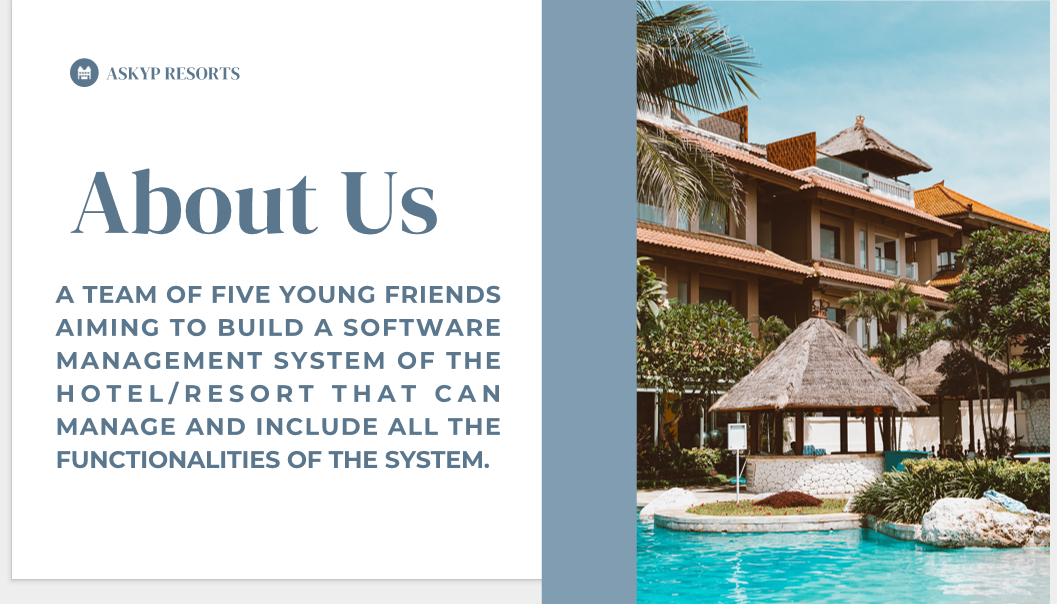 ASKYP RESORTS
About Us
A TEAM OF FIVE YOUNG FRIENDS
AIMING TO BUILD A SOFTWARE
MANAGEMENT SYSTEM OF THE
HOTEL/RESORT THAT CAN
MANAGE AND INCLUDE ALL THE
FUNCTIONALITIES OF THE SYSTEM.